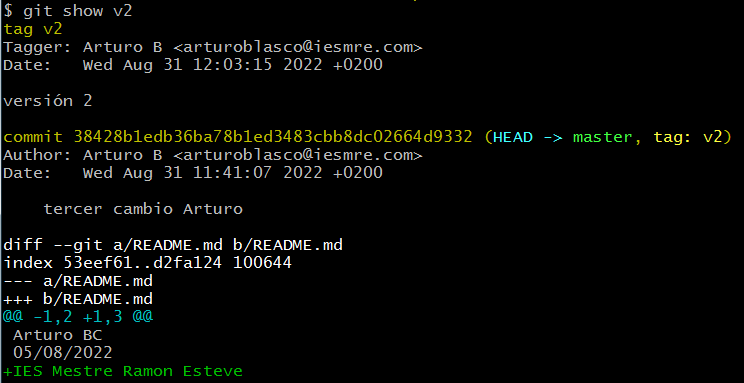 $ git show v2
tag v2
Tagger: Arturo B <arturoblasco@iesmre.com>
Date:   Wed Aug 31 12:03:15 2022 +0200
versión 2
commit 38428b1edb36ba78b1ed3483cbb8dc02664d9332 (HEAD -> master, tag: v2)
Author: Arturo B <arturoblasco@iesmre.com>
Date:   Wed Aug 31 11:41:07 2022 +0200
    tercer cambio Arturo
diff --git a/README.md b/README.md
index 53eef61..d2fa124 100644
--- a/README.md
+++ b/README.md
@@ -1,2 +1,3 @@
 Arturo BC
 05/08/2022
+IES Mestre Ramon Esteve